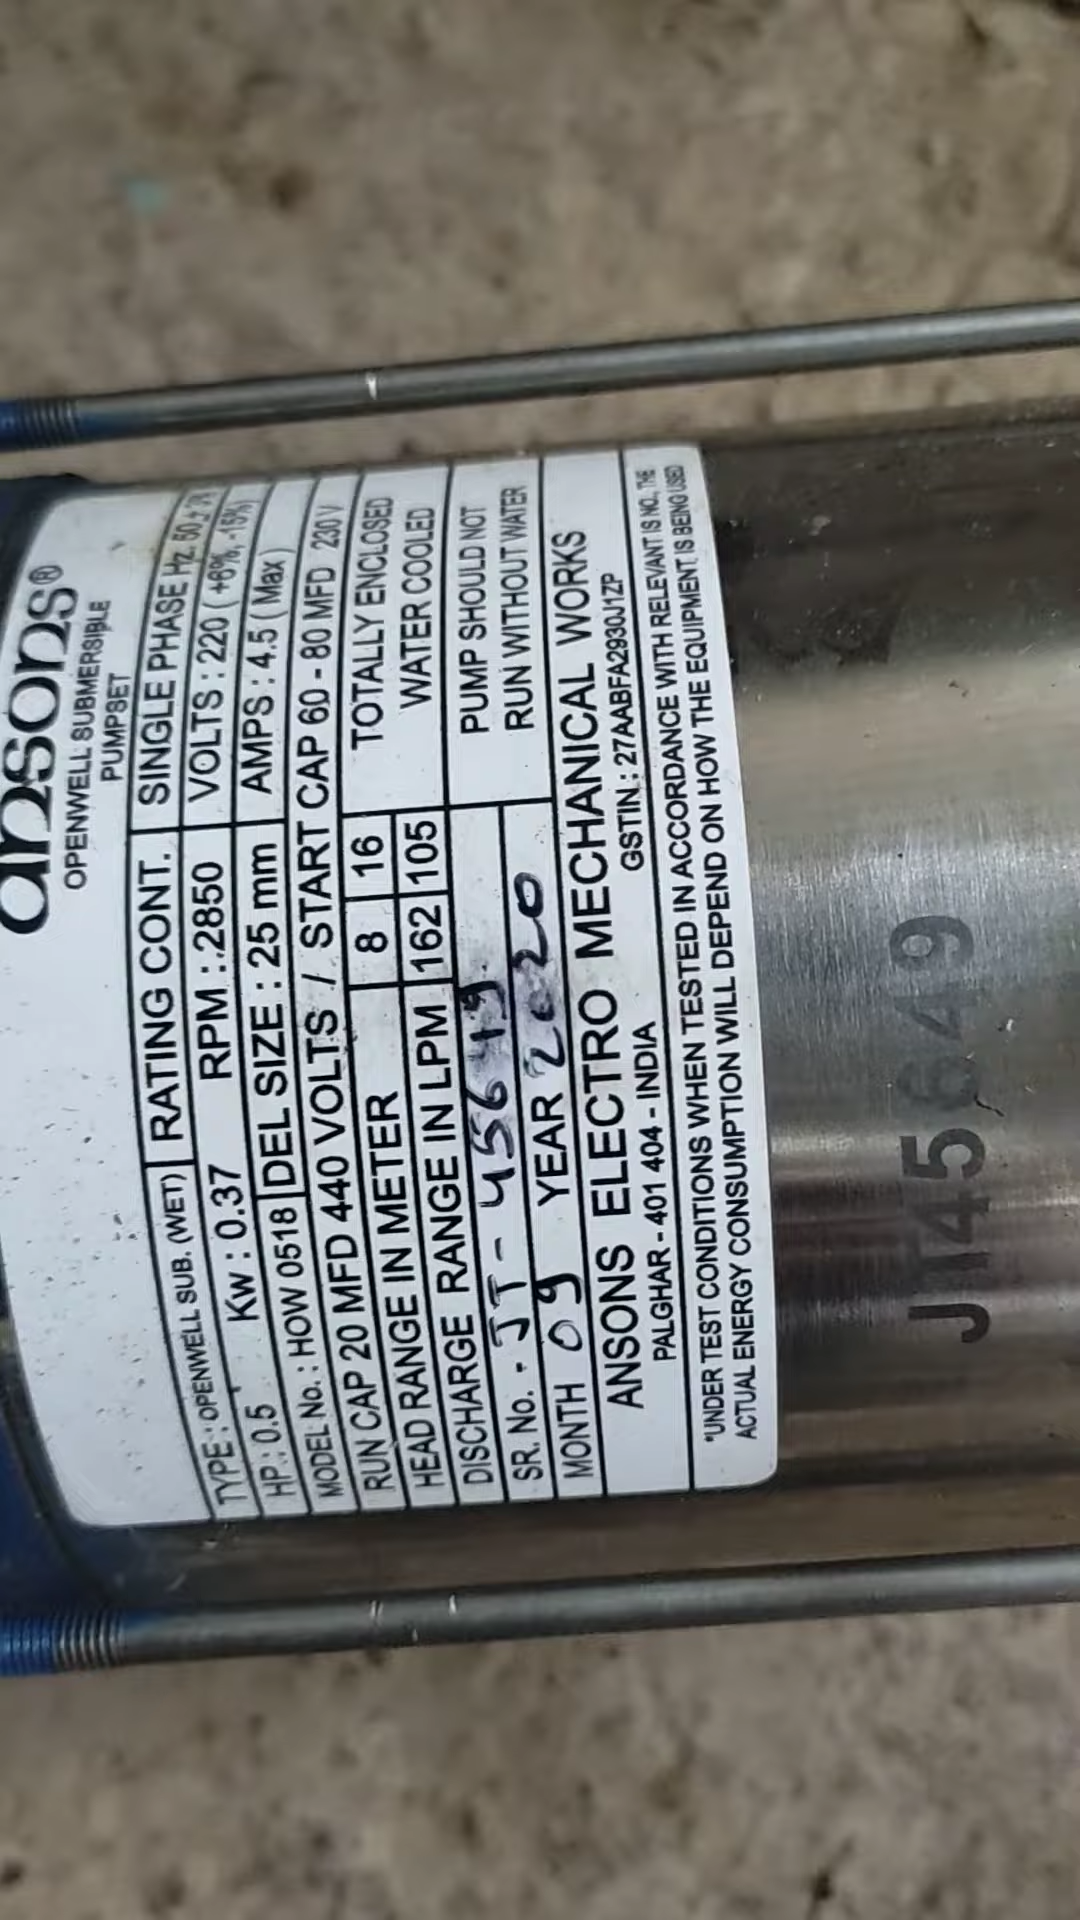 ansons®
OPENWELL SUBMERSIBLE
PUMPSET
TYPE : OPENWELL SUB. (WET) RATING CONT. SINGLE PHASE Hz. 50 ± 3%
HP : 0.5 Kw : 0.37 RPM : 2850 VOLTS : 220 ( +6%, -15%)
MODEL No. : HOW 0518 DEL SIZE : 25 mm AMPS : 4.5 ( Max )
RUN CAP 20 MFD 440 VOLTS / START CAP 60 - 80 MFD 230 V
HEAD RANGE IN METER 8 16 TOTALLY ENCLOSED
DISCHARGE RANGE IN LPM 162 105 WATER COOLED
SR. No. - JT - 45649 PUMP SHOULD NOT
MONTH 09 YEAR 2020 RUN WITHOUT WATER
ANSONS ELECTRO MECHANICAL WORKS
PALGHAR - 401 404 - INDIA GSTIN.: 27AABFA2930J1ZP
*UNDER TEST CONDITIONS WHEN TESTED IN ACCORDANCE WITH RELEVANT IS NO., THE
ACTUAL ENERGY CONSUMPTION WILL DEPEND ON HOW THE EQUIPMENT IS BEING USED
JT45649